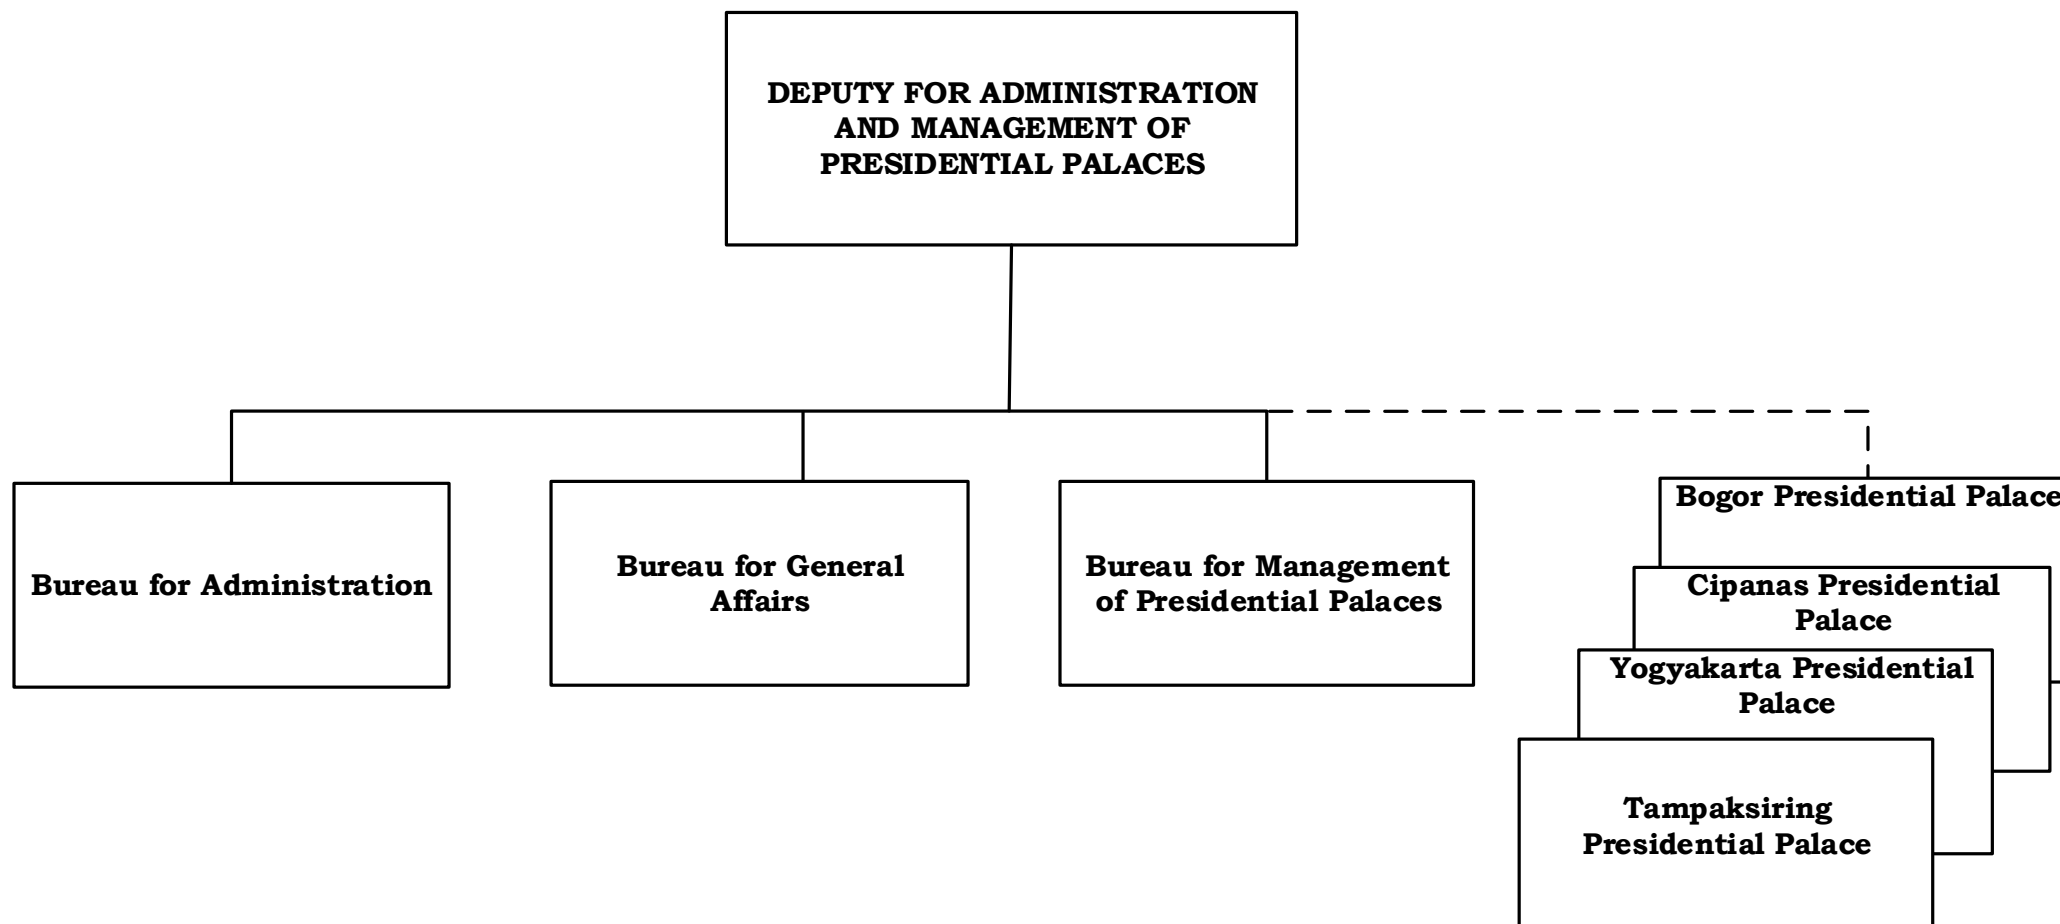 DEPUTY FOR ADMINISTRATION
AND MANAGEMENT OF
PRESIDENTIAL PALACES
Bureau for Administration
Bureau for General
Affairs
Bureau for Management
of Presidential Palaces
Bogor Presidential Palace
Cipanas Presidential
Palace
Yogyakarta Presidential
Palace
Tampaksiring
Presidential Palace